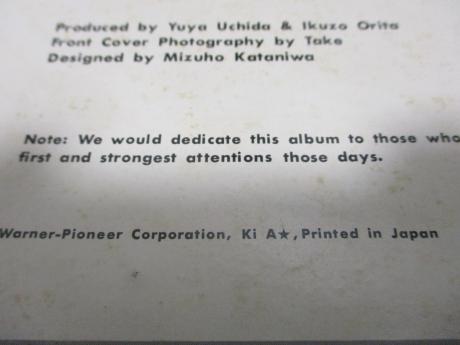 Produced by Yuya Uchida & Ikuzo Orita
Front Cover Photography by Take
Designed by Mizuho Kataniwa
Note: We would dedicate this album to those who
first and strongest attentions those days.
Warner-Pioneer Corporation, Ki A★, Printed in Japan